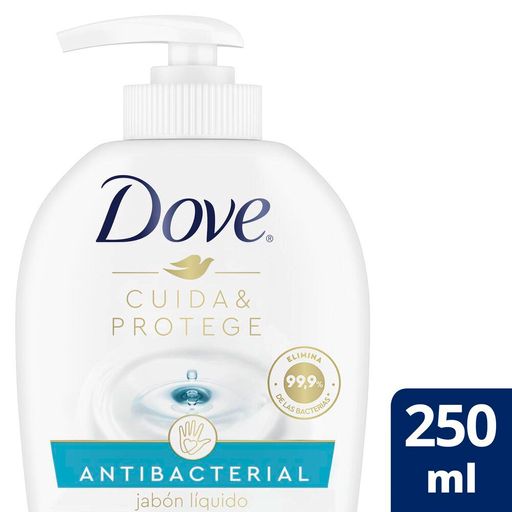 Dove®
CUIDA &
PROTEGE
ELIMINA
99,9%
DE LAS BACTERIAS*
ANTIBACTERIAL
jabón líquido
250
ml